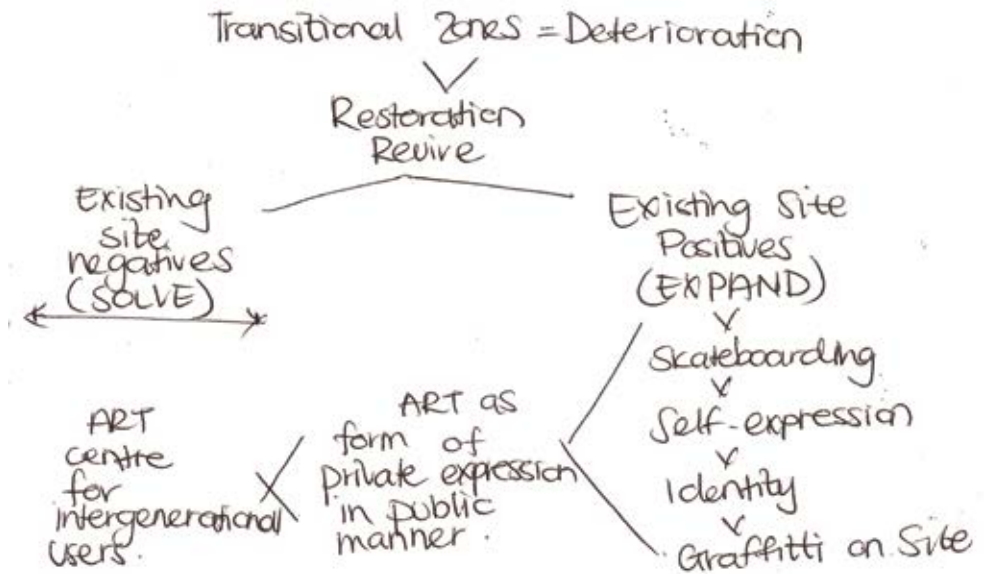 Transitional Zones = Deterioration
Restoration
Revive
Existing
site
negatives
(SOLVE)
Existing Site
Positives
(EXPAND)
Skateboarding
Self-expression
Identity
Graffitti on Site
ART as
form of
private expression
in public
manner.
ART
centre
for
intergenerational
users.